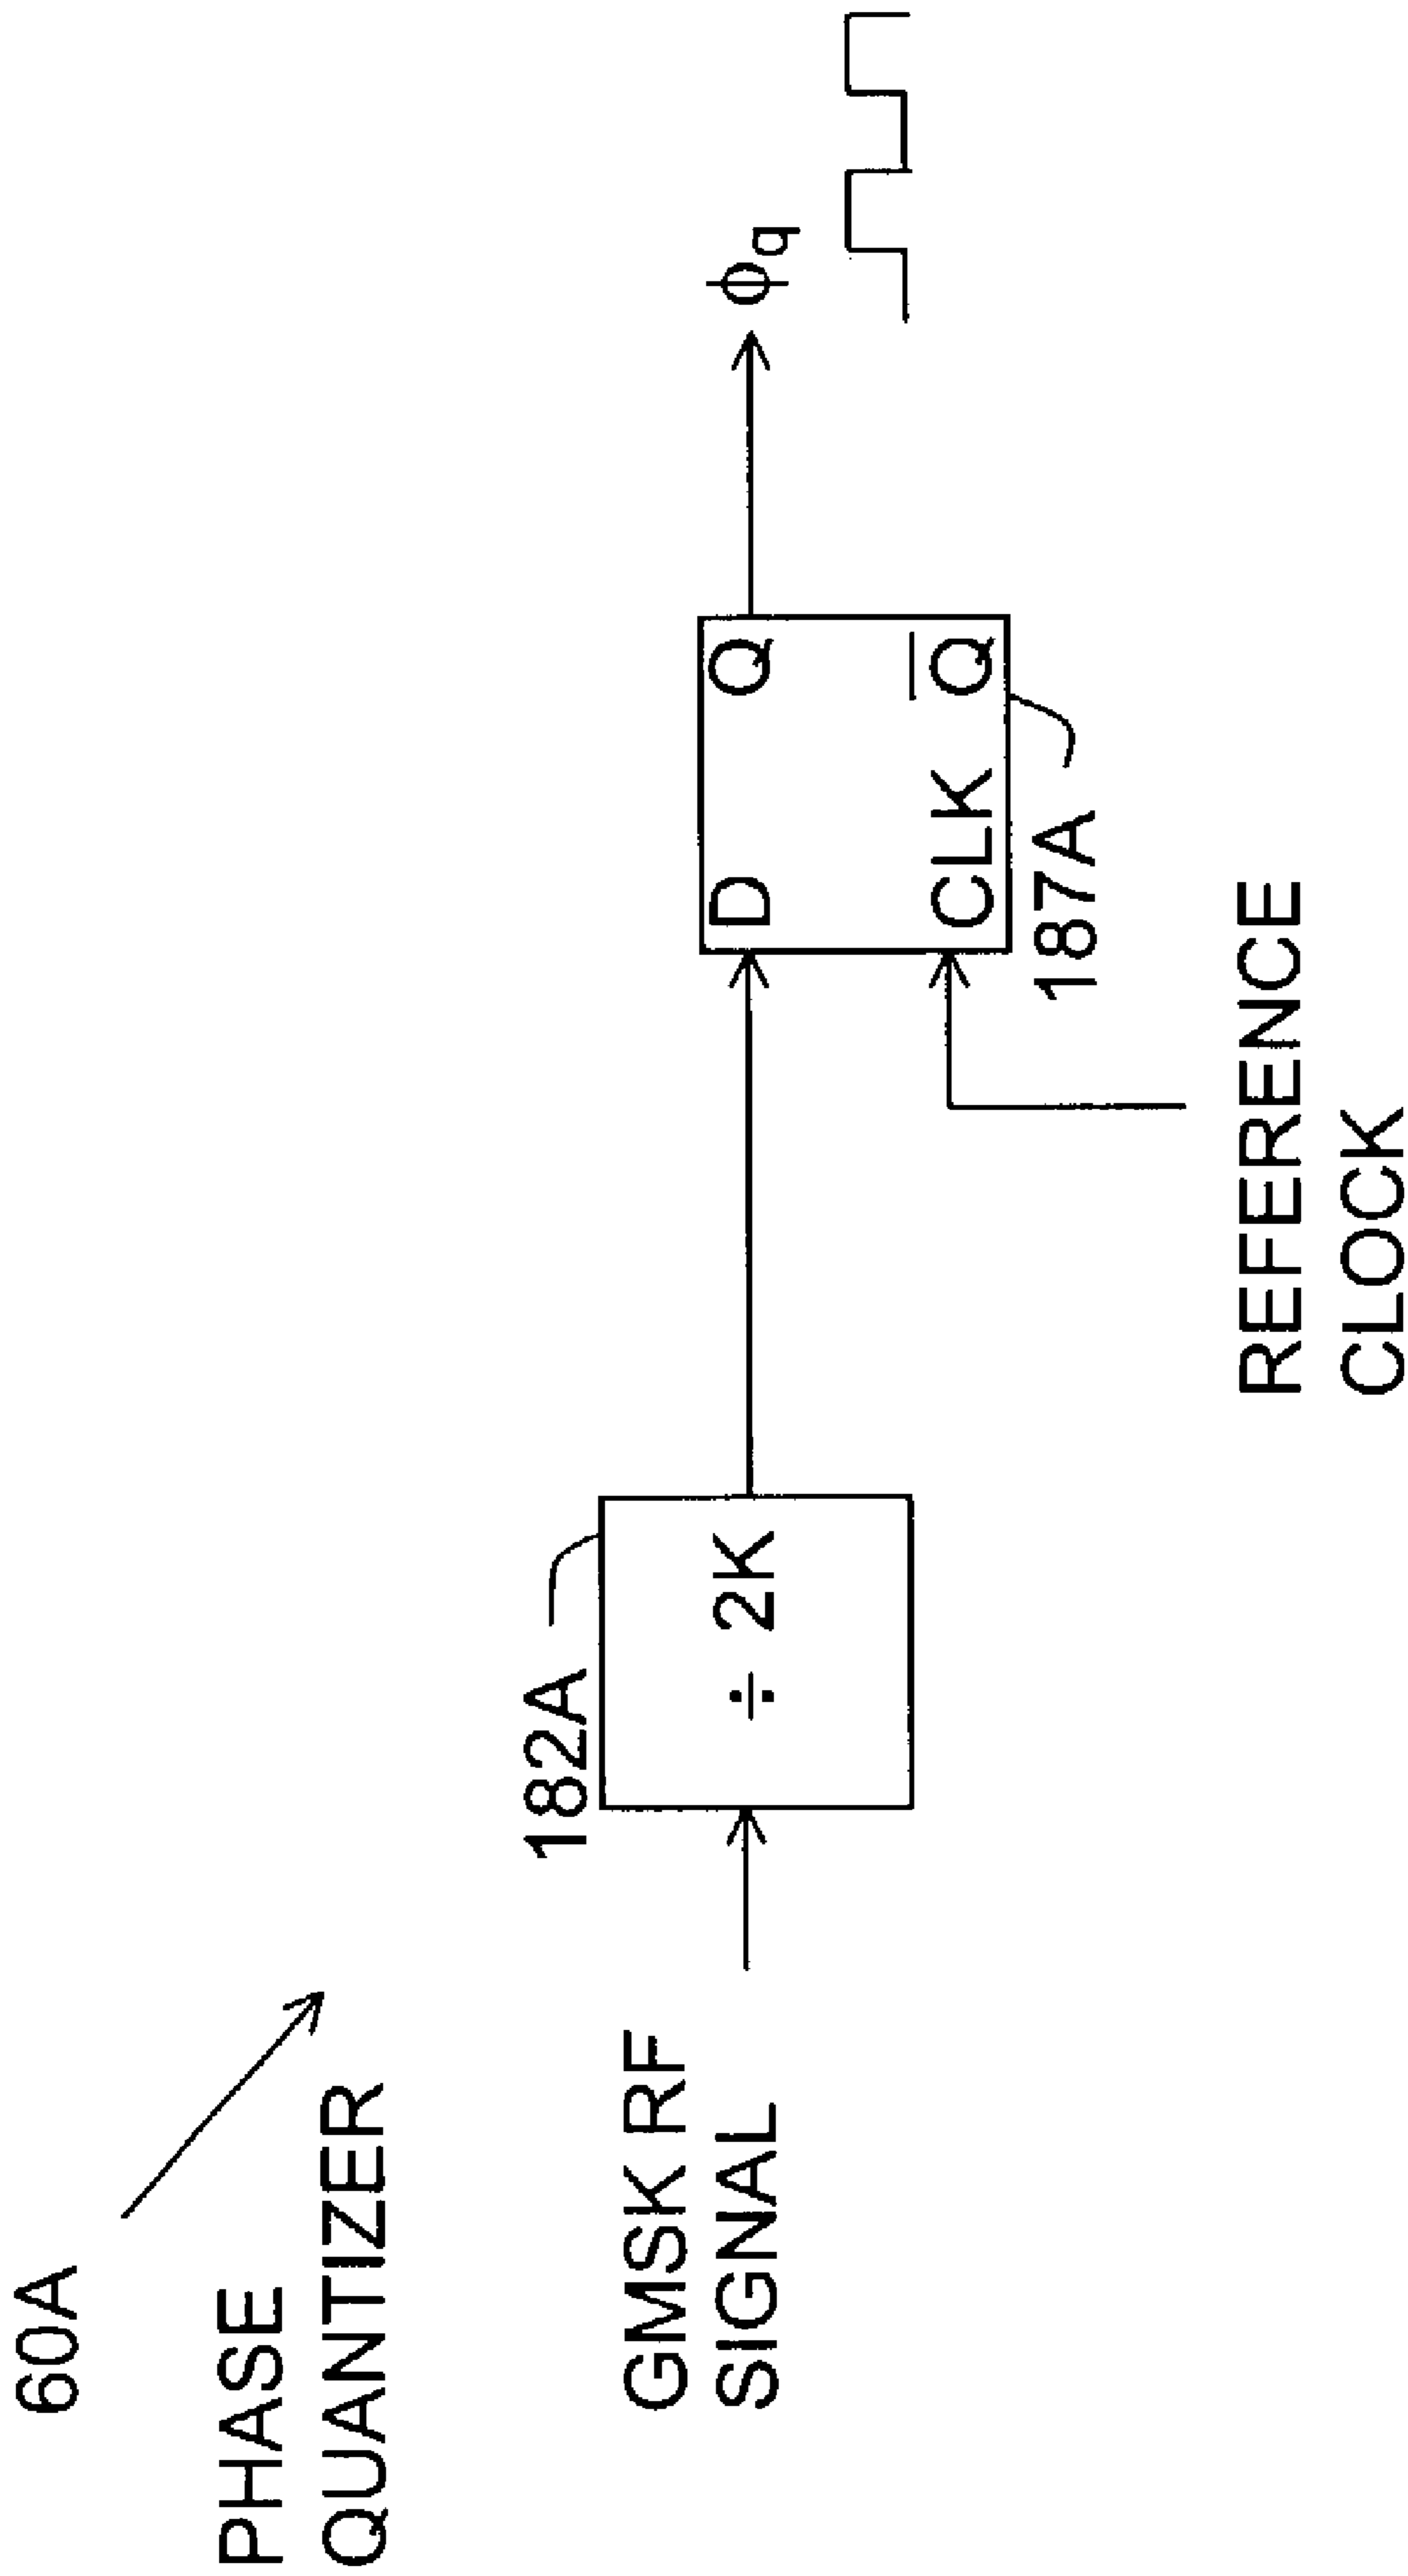 60A
PHASE
QUANTIZER
GMSK RF
SIGNAL
182A
÷ 2K
D
Q
CLK
Q̅
187A
REFERENCE
CLOCK
ϕq